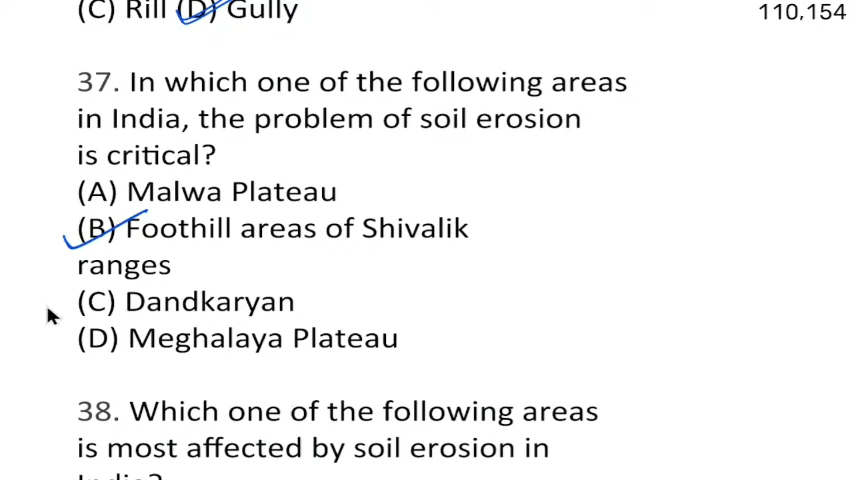 (C) Rill (D) Gully
110,154
37. In which one of the following areas
in India, the problem of soil erosion
is critical?
(A) Malwa Plateau
(B) Foothill areas of Shivalik
ranges
(C) Dandkaryan
(D) Meghalaya Plateau
38. Which one of the following areas
is most affected by soil erosion in
India?